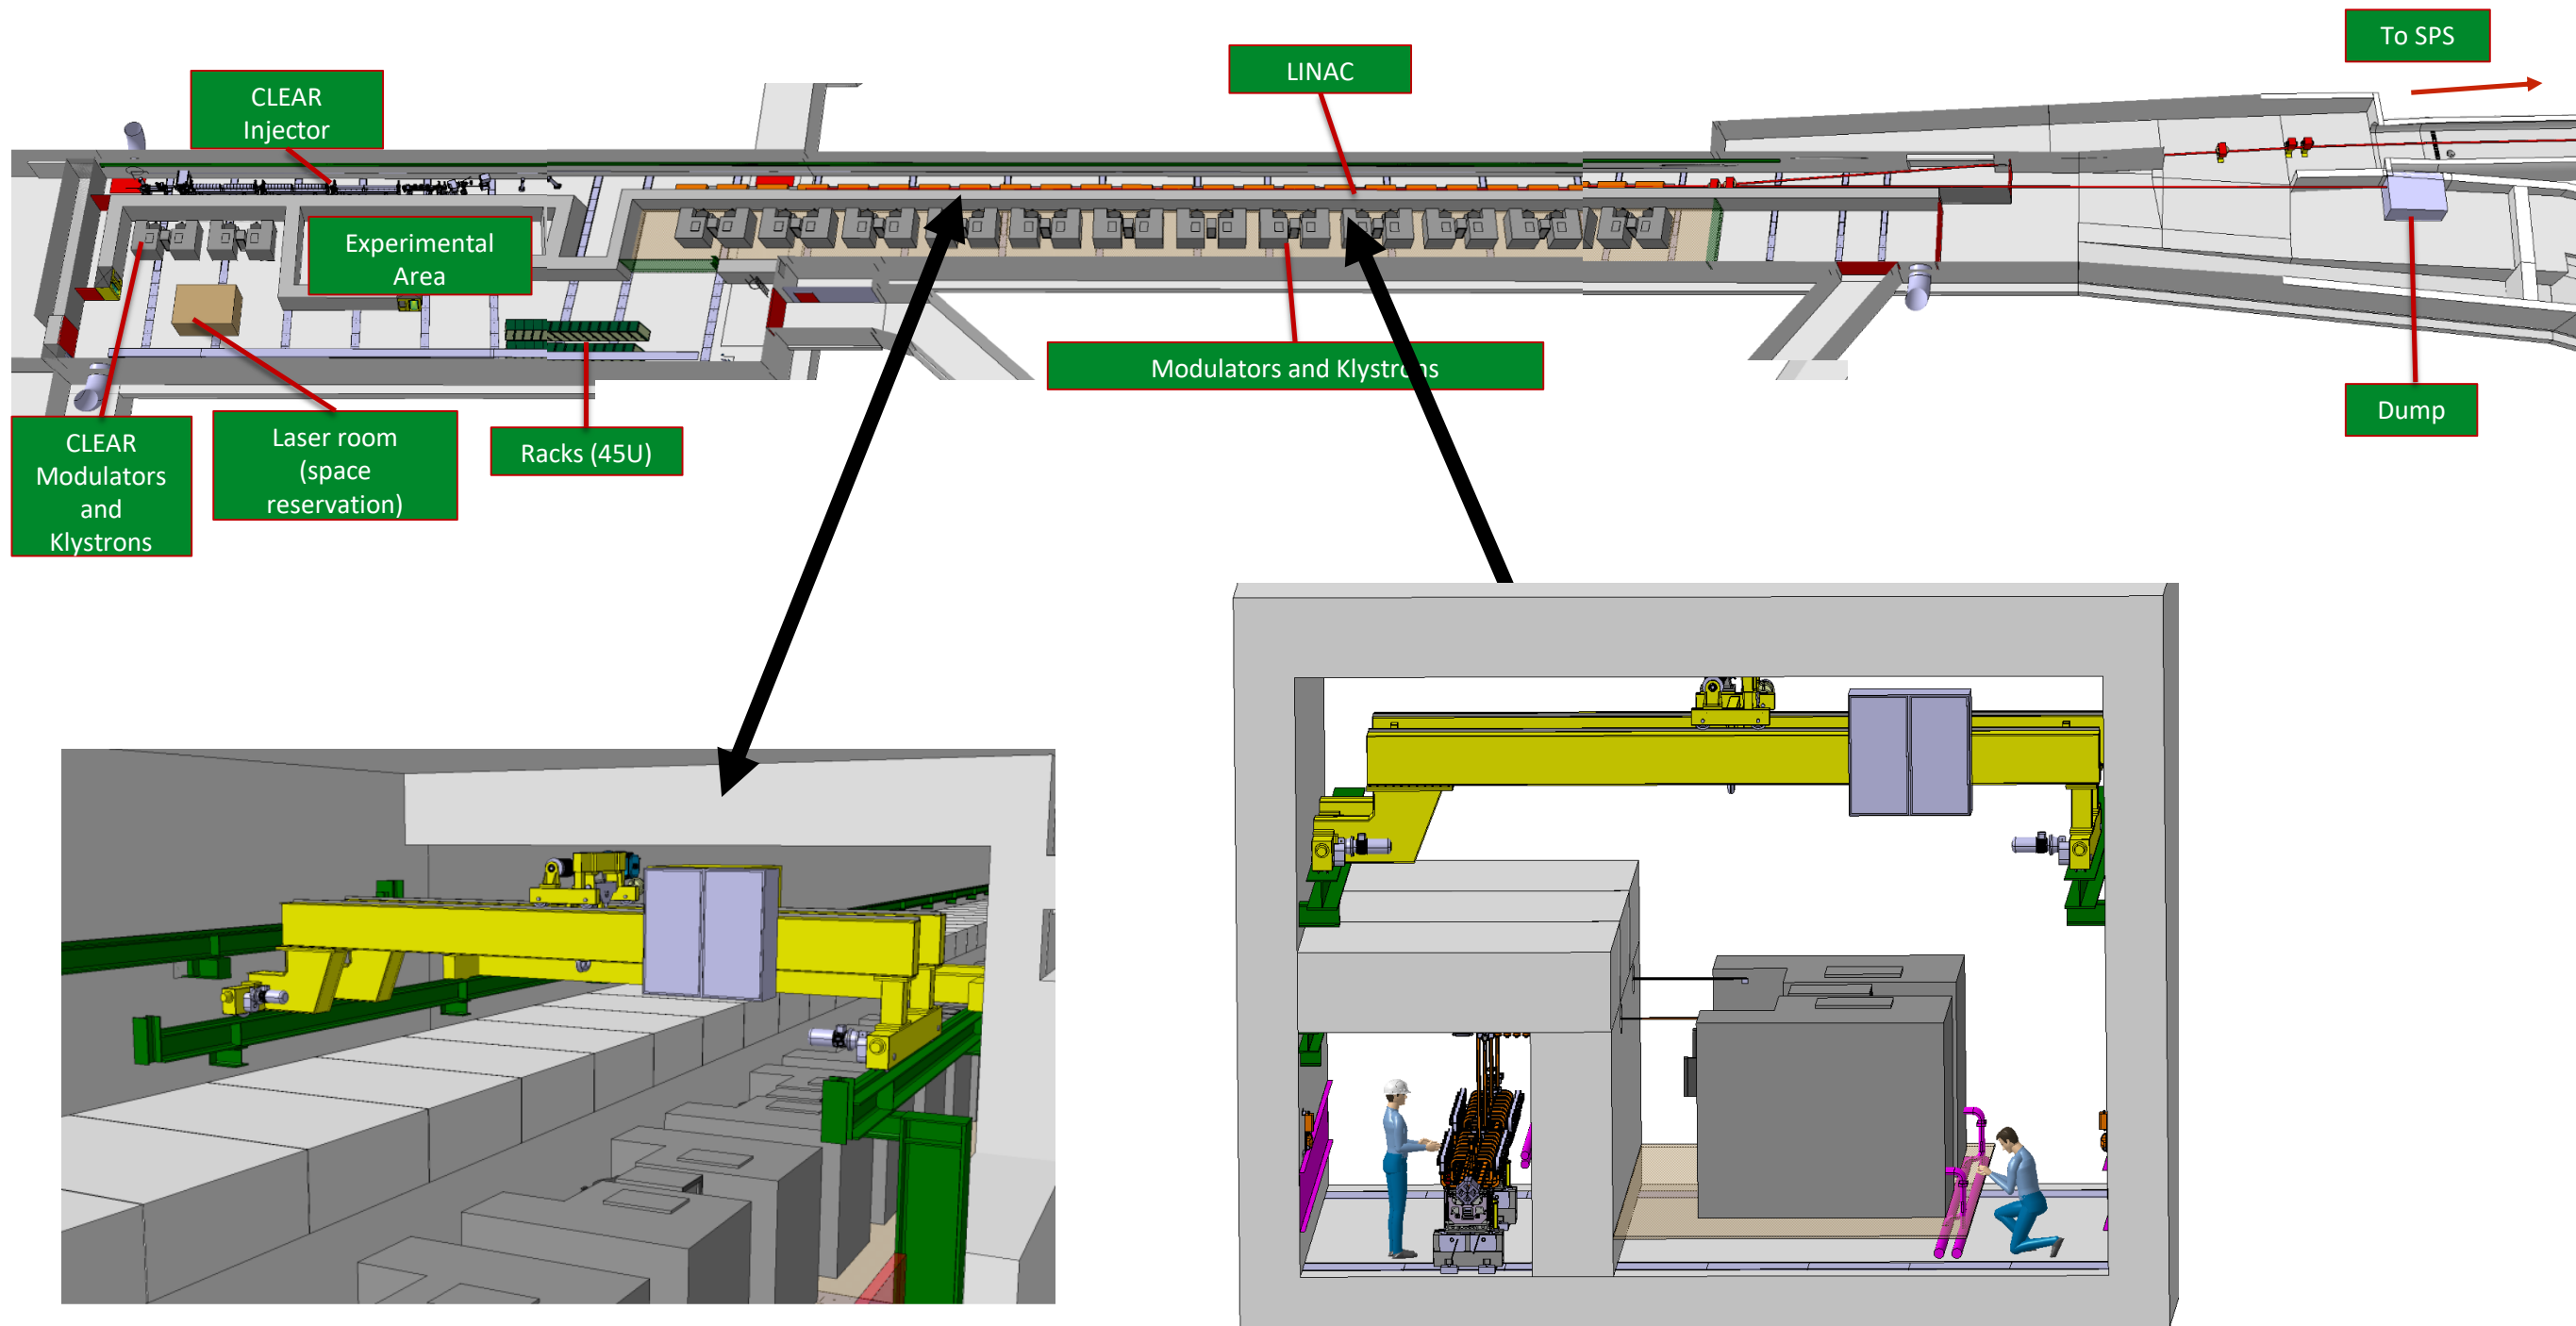 To SPS
LINAC
CLEAR
Injector
Experimental
Area
Modulators and Klystrons
Dump
CLEAR
Modulators
and
Klystrons
Laser room
(space
reservation)
Racks (45U)